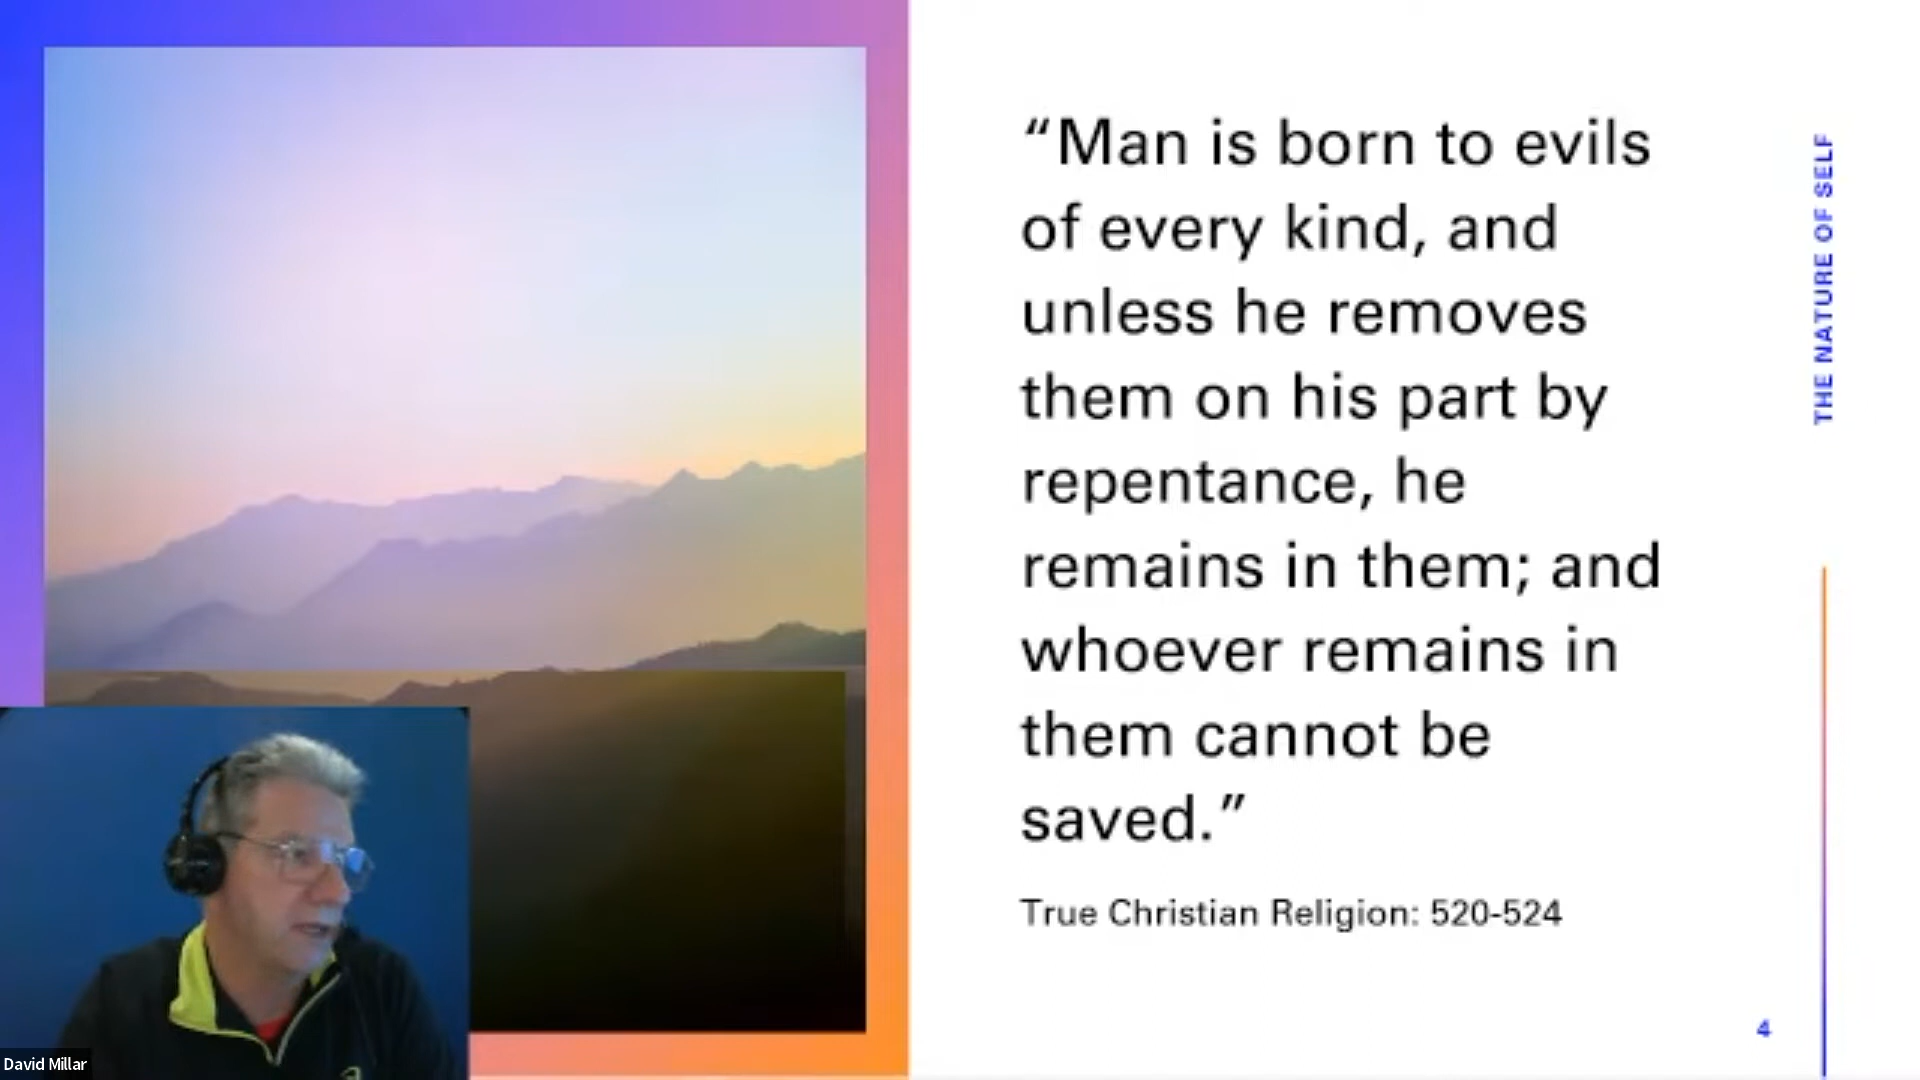 “Man is born to evils
of every kind, and
unless he removes
them on his part by
repentance, he
remains in them; and
whoever remains in
them cannot be
saved.”
True Christian Religion: 520-524
THE NATURE OF SELF
4
David Millar